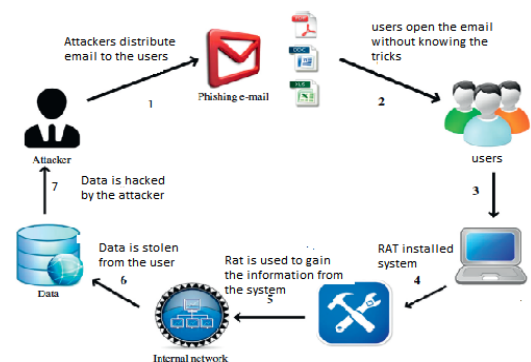 Attackers distribute
email to the users
1
Phishing e-mail
PDF
DOC
users open the email
without knowing the
tricks
2
users
3
RAT installed
system
4
Rat is used to gain
the information from
the system
5
Internal network
Data is stolen
from the user
6
Data
7
Data is hacked
by the attacker
Attacker